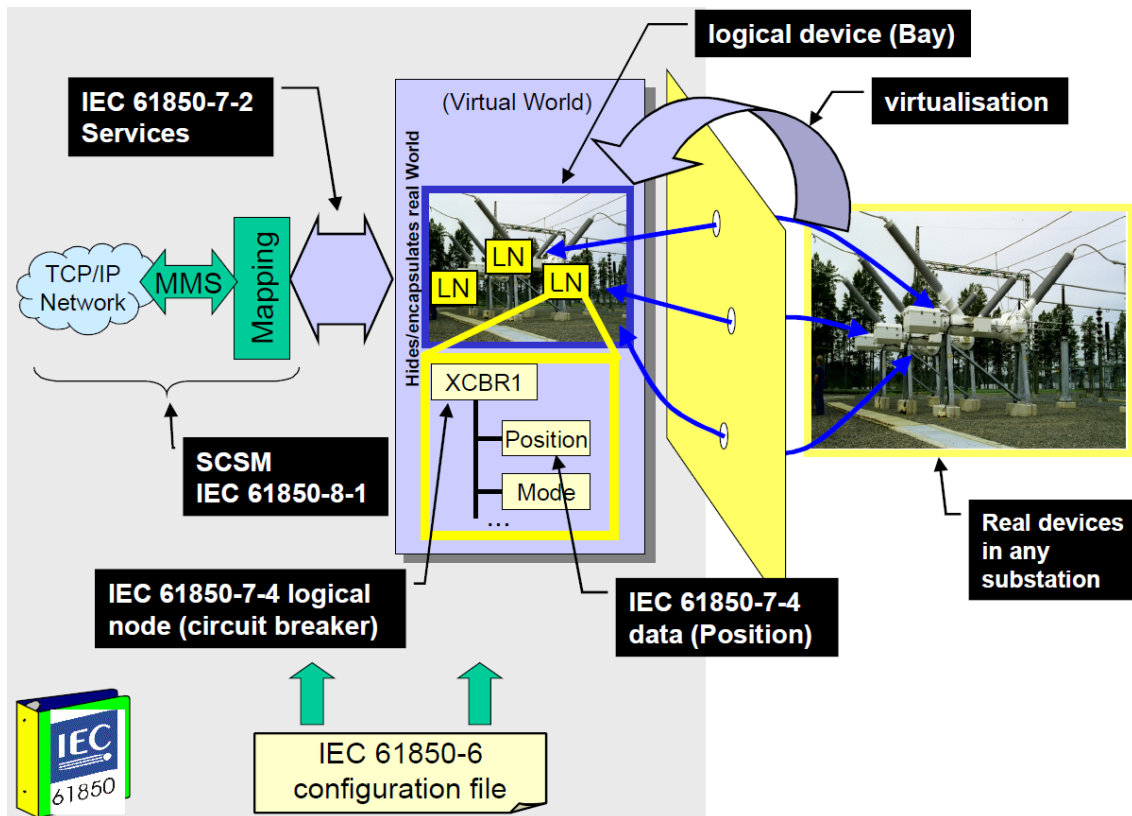 logical device (Bay)
IEC 61850-7-2
Services
(Virtual World)
virtualisation
Hides/encapsulates real World
LN
LN
LN
TCP/IP
Network
MMS
Mapping
XCBR1
Position
Mode
...
SCSM
IEC 61850-8-1
Real devices
in any
substation
IEC 61850-7-4 logical
node (circuit breaker)
IEC 61850-7-4
data (Position)
IEC
61850
IEC 61850-6
configuration file